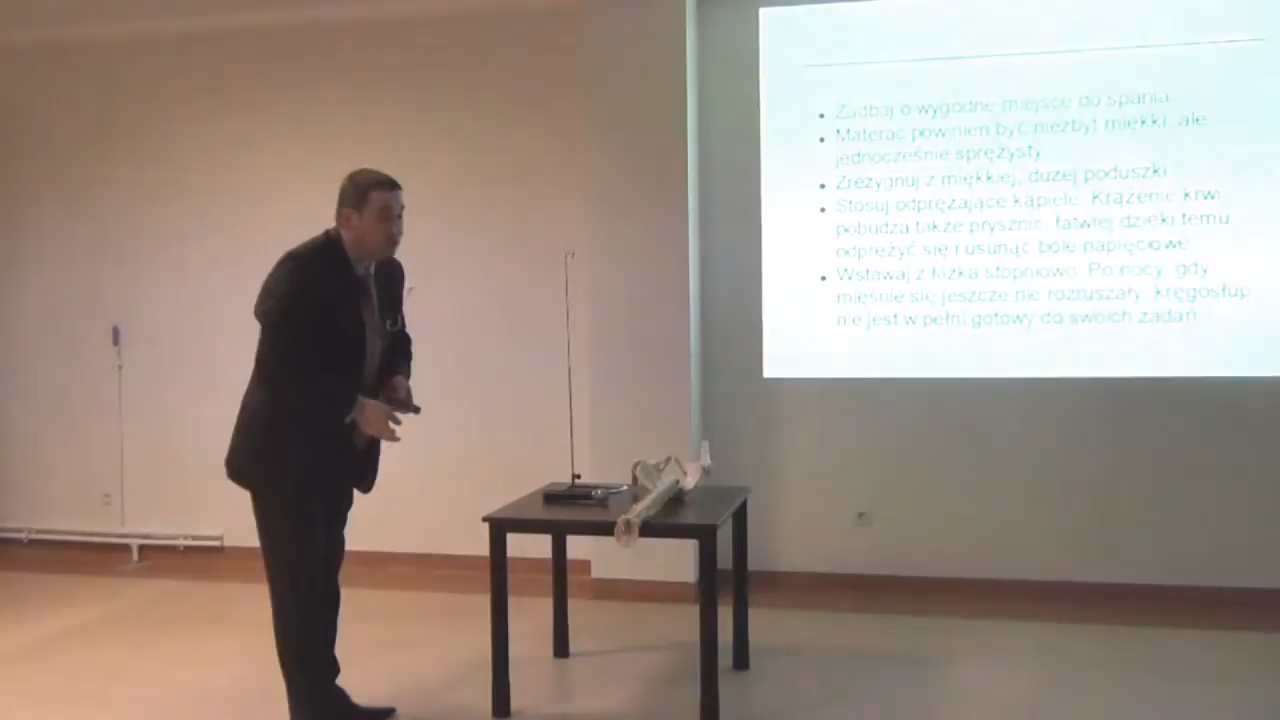 Zadbaj o wygodne miejsce do spania.
Materac powinien być niezbyt miękki, ale
jednocześnie sprężysty.
Zrezygnuj z miękkiej, dużej poduszki.
Stosuj odprężające kąpiele. Krążenie krwi
pobudza także prysznic, łatwiej dzięki temu
odprężyć się i usunąć bóle napięciowe.
Wstawaj z łóżka stopniowo. Po nocy, gdy
mięśnie się jeszcze nie rozruszały, kręgosłup
nie jest w pełni gotowy do swoich zadań.